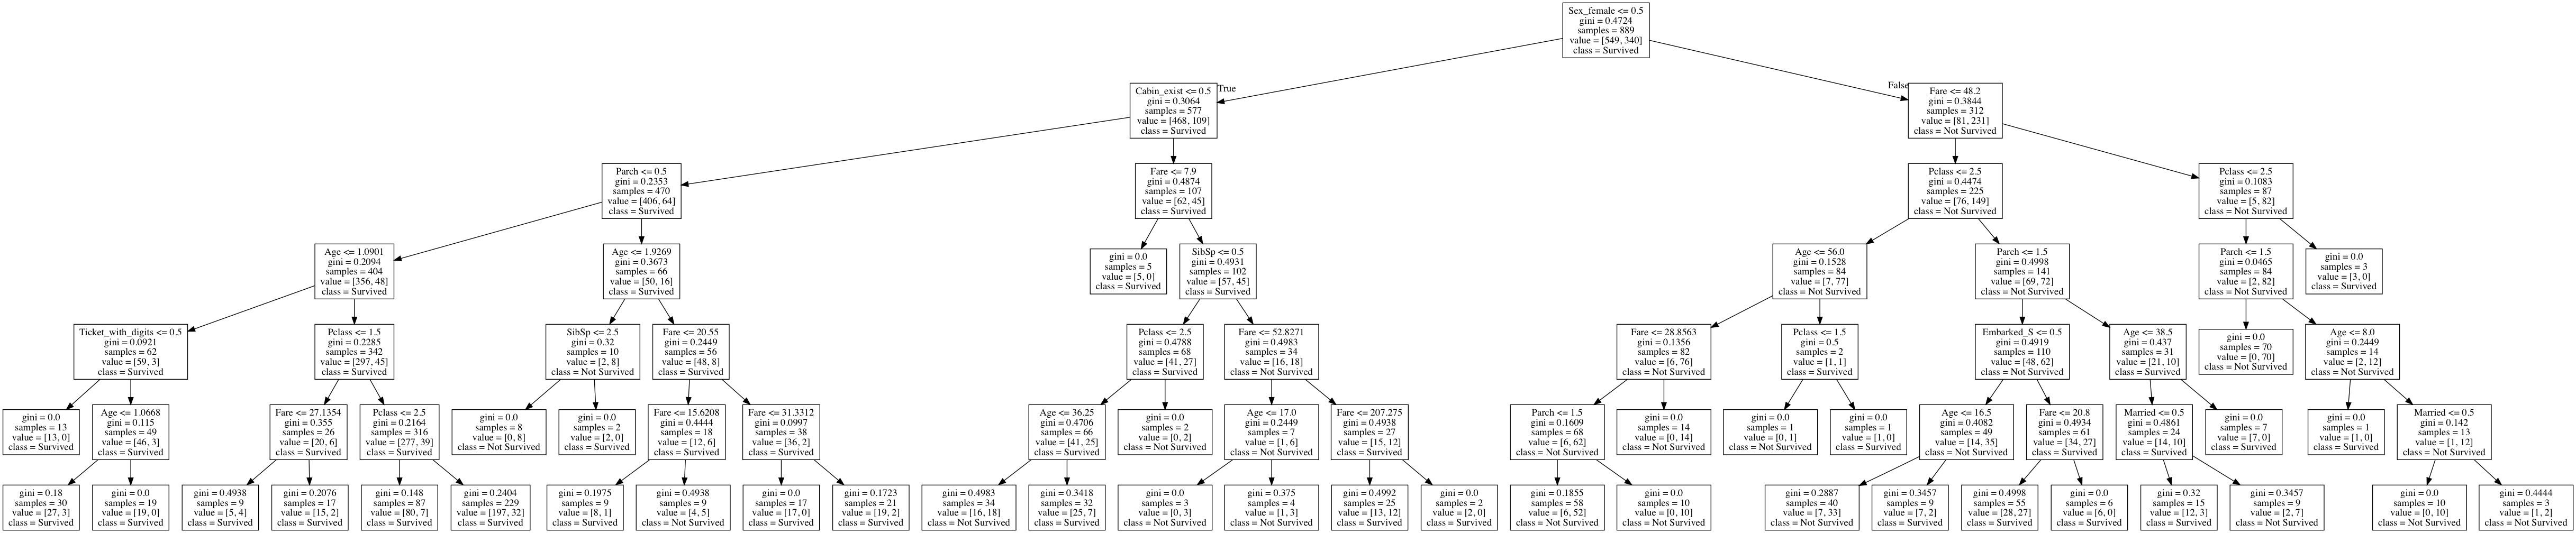 Sex_female <= 0.5
gini = 0.4724
samples = 889
value = [549, 340]
class = Survived
True
False
Cabin_exist <= 0.5
gini = 0.3064
samples = 577
value = [468, 109]
class = Survived
Fare <= 48.2
gini = 0.3844
samples = 312
value = [81, 231]
class = Not Survived
Parch <= 0.5
gini = 0.2353
samples = 470
value = [406, 64]
class = Survived
Fare <= 7.9
gini = 0.4874
samples = 107
value = [62, 45]
class = Survived
Pclass <= 2.5
gini = 0.4474
samples = 225
value = [76, 149]
class = Not Survived
Pclass <= 2.5
gini = 0.1083
samples = 87
value = [5, 82]
class = Not Survived
Age <= 1.0901
gini = 0.2094
samples = 404
value = [356, 48]
class = Survived
Age <= 1.9269
gini = 0.3673
samples = 66
value = [50, 16]
class = Survived
gini = 0.0
samples = 5
value = [5, 0]
class = Survived
SibSp <= 0.5
gini = 0.4931
samples = 102
value = [57, 45]
class = Survived
Age <= 56.0
gini = 0.1528
samples = 84
value = [7, 77]
class = Not Survived
Parch <= 1.5
gini = 0.4998
samples = 141
value = [69, 72]
class = Not Survived
Parch <= 1.5
gini = 0.0465
samples = 84
value = [2, 82]
class = Not Survived
gini = 0.0
samples = 3
value = [3, 0]
class = Survived
Ticket_with_digits <= 0.5
gini = 0.0921
samples = 62
value = [59, 3]
class = Survived
Pclass <= 1.5
gini = 0.2285
samples = 342
value = [297, 45]
class = Survived
SibSp <= 2.5
gini = 0.32
samples = 10
value = [2, 8]
class = Not Survived
Fare <= 20.55
gini = 0.2449
samples = 56
value = [48, 8]
class = Survived
Pclass <= 2.5
gini = 0.4788
samples = 68
value = [41, 27]
class = Survived
Fare <= 52.8271
gini = 0.4983
samples = 34
value = [16, 18]
class = Not Survived
Fare <= 28.8563
gini = 0.1356
samples = 82
value = [6, 76]
class = Not Survived
Pclass <= 1.5
gini = 0.5
samples = 2
value = [1, 1]
class = Survived
Embarked_S <= 0.5
gini = 0.4919
samples = 110
value = [48, 62]
class = Not Survived
Age <= 38.5
gini = 0.437
samples = 31
value = [21, 10]
class = Survived
gini = 0.0
samples = 70
value = [0, 70]
class = Not Survived
Age <= 8.0
gini = 0.2449
samples = 14
value = [2, 12]
class = Not Survived
gini = 0.0
samples = 13
value = [13, 0]
class = Survived
Age <= 1.0668
gini = 0.115
samples = 49
value = [46, 3]
class = Survived
Fare <= 27.1354
gini = 0.355
samples = 26
value = [20, 6]
class = Survived
Pclass <= 2.5
gini = 0.2164
samples = 316
value = [277, 39]
class = Survived
gini = 0.0
samples = 8
value = [0, 8]
class = Not Survived
gini = 0.0
samples = 2
value = [2, 0]
class = Survived
Fare <= 15.6208
gini = 0.4444
samples = 18
value = [12, 6]
class = Survived
Fare <= 31.3312
gini = 0.0997
samples = 38
value = [36, 2]
class = Survived
Age <= 36.25
gini = 0.4706
samples = 66
value = [41, 25]
class = Survived
gini = 0.0
samples = 2
value = [0, 2]
class = Not Survived
Age <= 17.0
gini = 0.2449
samples = 7
value = [1, 6]
class = Not Survived
Fare <= 207.275
gini = 0.4938
samples = 27
value = [15, 12]
class = Survived
Parch <= 1.5
gini = 0.1609
samples = 68
value = [6, 62]
class = Not Survived
gini = 0.0
samples = 14
value = [0, 14]
class = Not Survived
gini = 0.0
samples = 1
value = [0, 1]
class = Not Survived
gini = 0.0
samples = 1
value = [1, 0]
class = Survived
Age <= 16.5
gini = 0.4082
samples = 49
value = [14, 35]
class = Not Survived
Fare <= 20.8
gini = 0.4934
samples = 61
value = [34, 27]
class = Survived
Married <= 0.5
gini = 0.4861
samples = 24
value = [14, 10]
class = Survived
gini = 0.0
samples = 7
value = [7, 0]
class = Survived
gini = 0.0
samples = 1
value = [1, 0]
class = Survived
Married <= 0.5
gini = 0.142
samples = 13
value = [1, 12]
class = Not Survived
gini = 0.18
samples = 30
value = [27, 3]
class = Survived
gini = 0.0
samples = 19
value = [19, 0]
class = Survived
gini = 0.4938
samples = 9
value = [5, 4]
class = Survived
gini = 0.2076
samples = 17
value = [15, 2]
class = Survived
gini = 0.148
samples = 87
value = [80, 7]
class = Survived
gini = 0.2404
samples = 229
value = [197, 32]
class = Survived
gini = 0.1975
samples = 9
value = [8, 1]
class = Survived
gini = 0.4938
samples = 9
value = [4, 5]
class = Not Survived
gini = 0.0
samples = 17
value = [17, 0]
class = Survived
gini = 0.1723
samples = 21
value = [19, 2]
class = Survived
gini = 0.4983
samples = 34
value = [16, 18]
class = Not Survived
gini = 0.3418
samples = 32
value = [25, 7]
class = Survived
gini = 0.0
samples = 3
value = [0, 3]
class = Not Survived
gini = 0.375
samples = 4
value = [1, 3]
class = Not Survived
gini = 0.4992
samples = 25
value = [13, 12]
class = Survived
gini = 0.0
samples = 2
value = [2, 0]
class = Survived
gini = 0.1855
samples = 58
value = [6, 52]
class = Not Survived
gini = 0.0
samples = 10
value = [0, 10]
class = Not Survived
gini = 0.2887
samples = 40
value = [7, 33]
class = Not Survived
gini = 0.3457
samples = 9
value = [7, 2]
class = Survived
gini = 0.4998
samples = 55
value = [28, 27]
class = Survived
gini = 0.0
samples = 6
value = [6, 0]
class = Survived
gini = 0.32
samples = 15
value = [12, 3]
class = Survived
gini = 0.3457
samples = 9
value = [2, 7]
class = Not Survived
gini = 0.0
samples = 10
value = [0, 10]
class = Not Survived
gini = 0.4444
samples = 3
value = [1, 2]
class = Not Survived